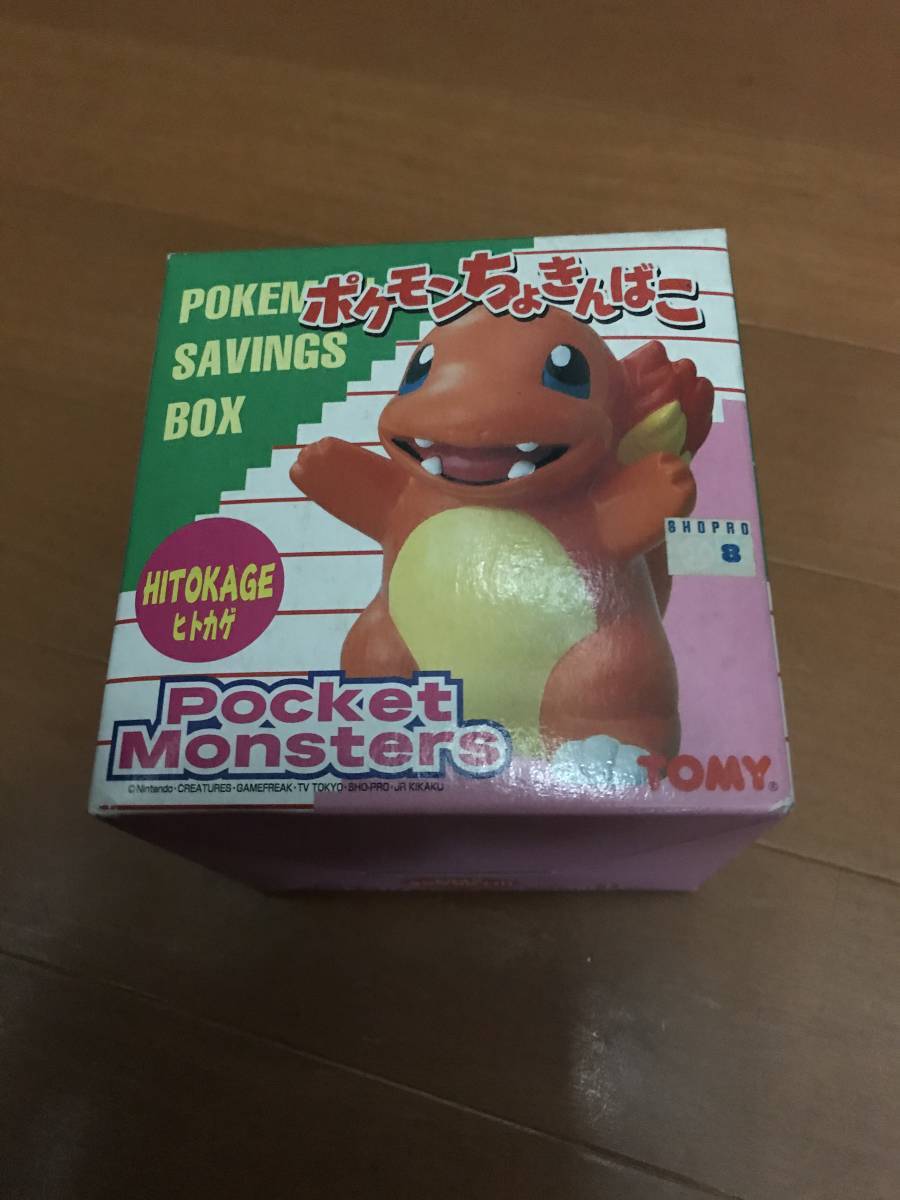 ポケモンちょきんばこ
POKEM
SAVINGS
BOX
SHOPRO
8
HITOKAGE
ヒトカゲ
Pocket
Monsters
TOMY®
©Nintendo・CREATURES・GAMEFREAK・TV TOKYO・SHO-PRO・JR KIKAKU